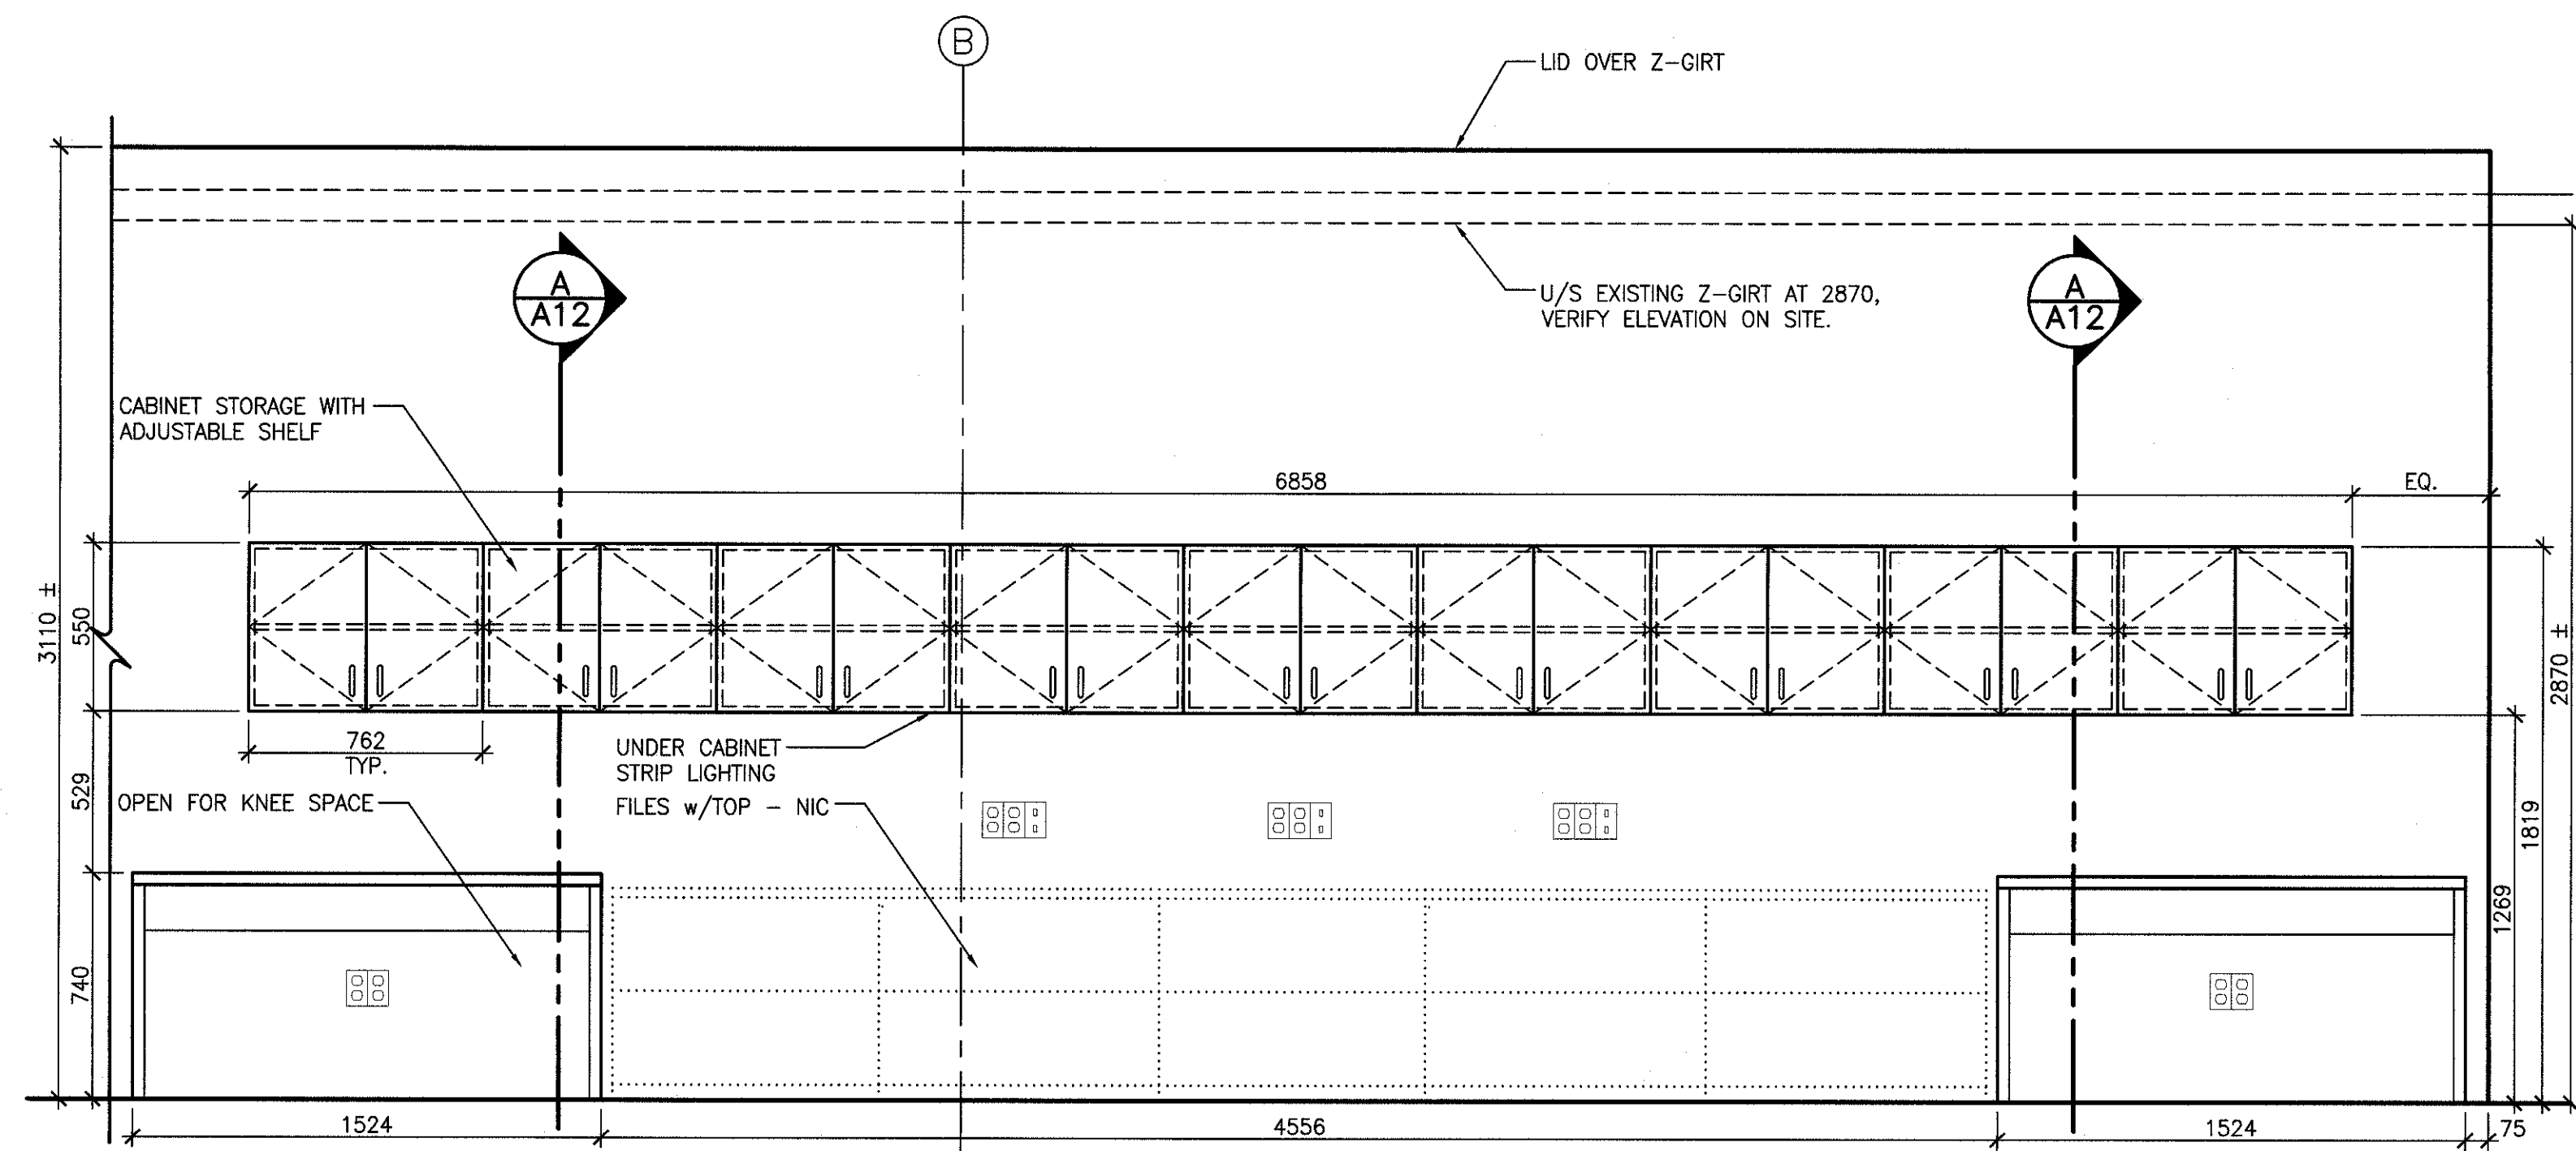 B
LID OVER Z-GIRT
A
A12
U/S EXISTING Z-GIRT AT 2870,
VERIFY ELEVATION ON SITE.
A
A12
CABINET STORAGE WITH
ADJUSTABLE SHELF
6858
EQ.
3110 ±
550
2870 ±
762
TYP.
UNDER CABINET
STRIP LIGHTING
529
OPEN FOR KNEE SPACE
FILES w/TOP - NIC
1819
1269
740
1524
4556
1524
75